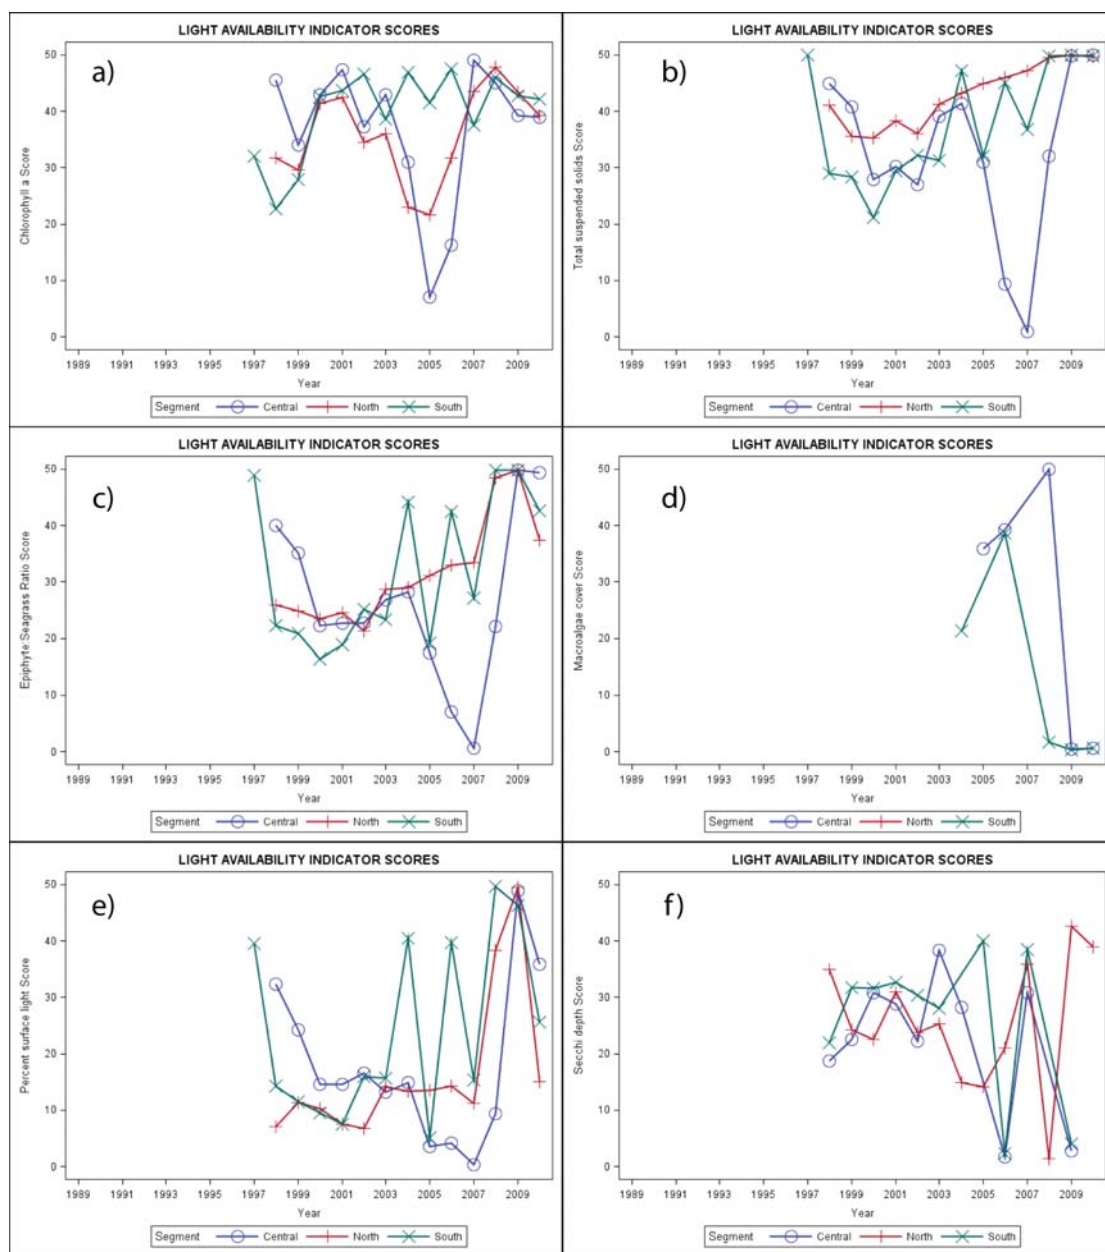 LIGHT AVAILABILITY INDICATOR SCORES
a)
Chlorophyll a Score
50
40
30
20
10
0
1989 1991 1993 1995 1997 1999 2001 2003 2005 2007 2009
Year
Segment Central North South
LIGHT AVAILABILITY INDICATOR SCORES
b)
Total suspended solids Score
50
40
30
20
10
0
1989 1991 1993 1995 1997 1999 2001 2003 2005 2007 2009
Year
Segment Central North South
LIGHT AVAILABILITY INDICATOR SCORES
c)
Epiphyte:Seagrass Ratio Score
50
40
30
20
10
0
1989 1991 1993 1995 1997 1999 2001 2003 2005 2007 2009
Year
Segment Central North South
LIGHT AVAILABILITY INDICATOR SCORES
d)
Macroalgae cover Score
50
40
30
20
10
0
1989 1991 1993 1995 1997 1999 2001 2003 2005 2007 2009
Year
Segment Central North South
LIGHT AVAILABILITY INDICATOR SCORES
e)
Percent surface light Score
50
40
30
20
10
0
1989 1991 1993 1995 1997 1999 2001 2003 2005 2007 2009
Year
Segment Central North South
LIGHT AVAILABILITY INDICATOR SCORES
f)
Secchi depth Score
50
40
30
20
10
0
1989 1991 1993 1995 1997 1999 2001 2003 2005 2007 2009
Year
Segment Central North South